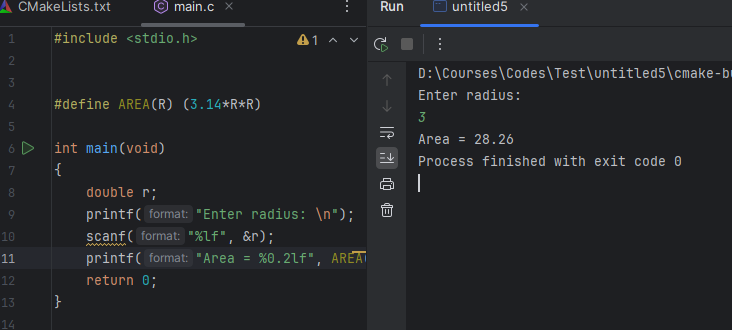 CMakeLists.txt
main.c
Run
untitled5
1 #include <stdio.h>
1
2
3
4 #define AREA(R) (3.14*R*R)
5
6 int main(void)
7 {
8 double r;
9 printf( format: "Enter radius: \n");
10 scanf( format: "%lf", &r);
11 printf( format: "Area = %0.2lf", AREA(
12 return 0;
13 }
14
D:\Courses\Codes\Test\untitled5\cmake-bu
Enter radius:
3
Area = 28.26
Process finished with exit code 0